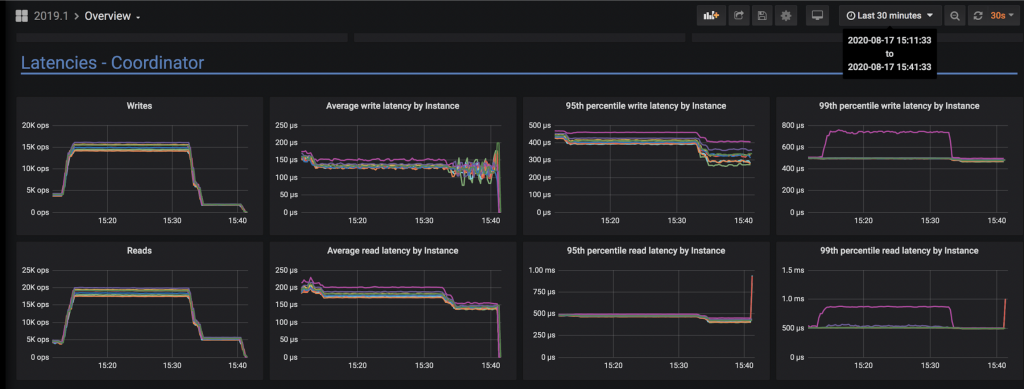 2019.1 > Overview
Last 30 minutes
30s
2020-08-17 15:11:33
to
2020-08-17 15:41:33
Latencies - Coordinator
Writes
20K ops
15K ops
10K ops
5K ops
0 ops
15:20 15:30 15:40
Average write latency by Instance
250 µs
200 µs
150 µs
100 µs
50 µs
0 µs
15:20 15:30 15:40
95th percentile write latency by Instance
500 µs
400 µs
300 µs
200 µs
100 µs
0 µs
15:20 15:30 15:40
99th percentile write latency by Instance
800 µs
600 µs
400 µs
200 µs
0 µs
15:20 15:30 15:40
Reads
25K ops
20K ops
15K ops
10K ops
5K ops
0 ops
15:20 15:30 15:40
Average read latency by Instance
250 µs
200 µs
150 µs
100 µs
50 µs
0 µs
15:20 15:30 15:40
95th percentile read latency by Instance
1.00 ms
750 µs
500 µs
250 µs
0 µs
15:20 15:30 15:40
99th percentile read latency by Instance
1.5 ms
1.0 ms
500 µs
0 µs
15:20 15:30 15:40